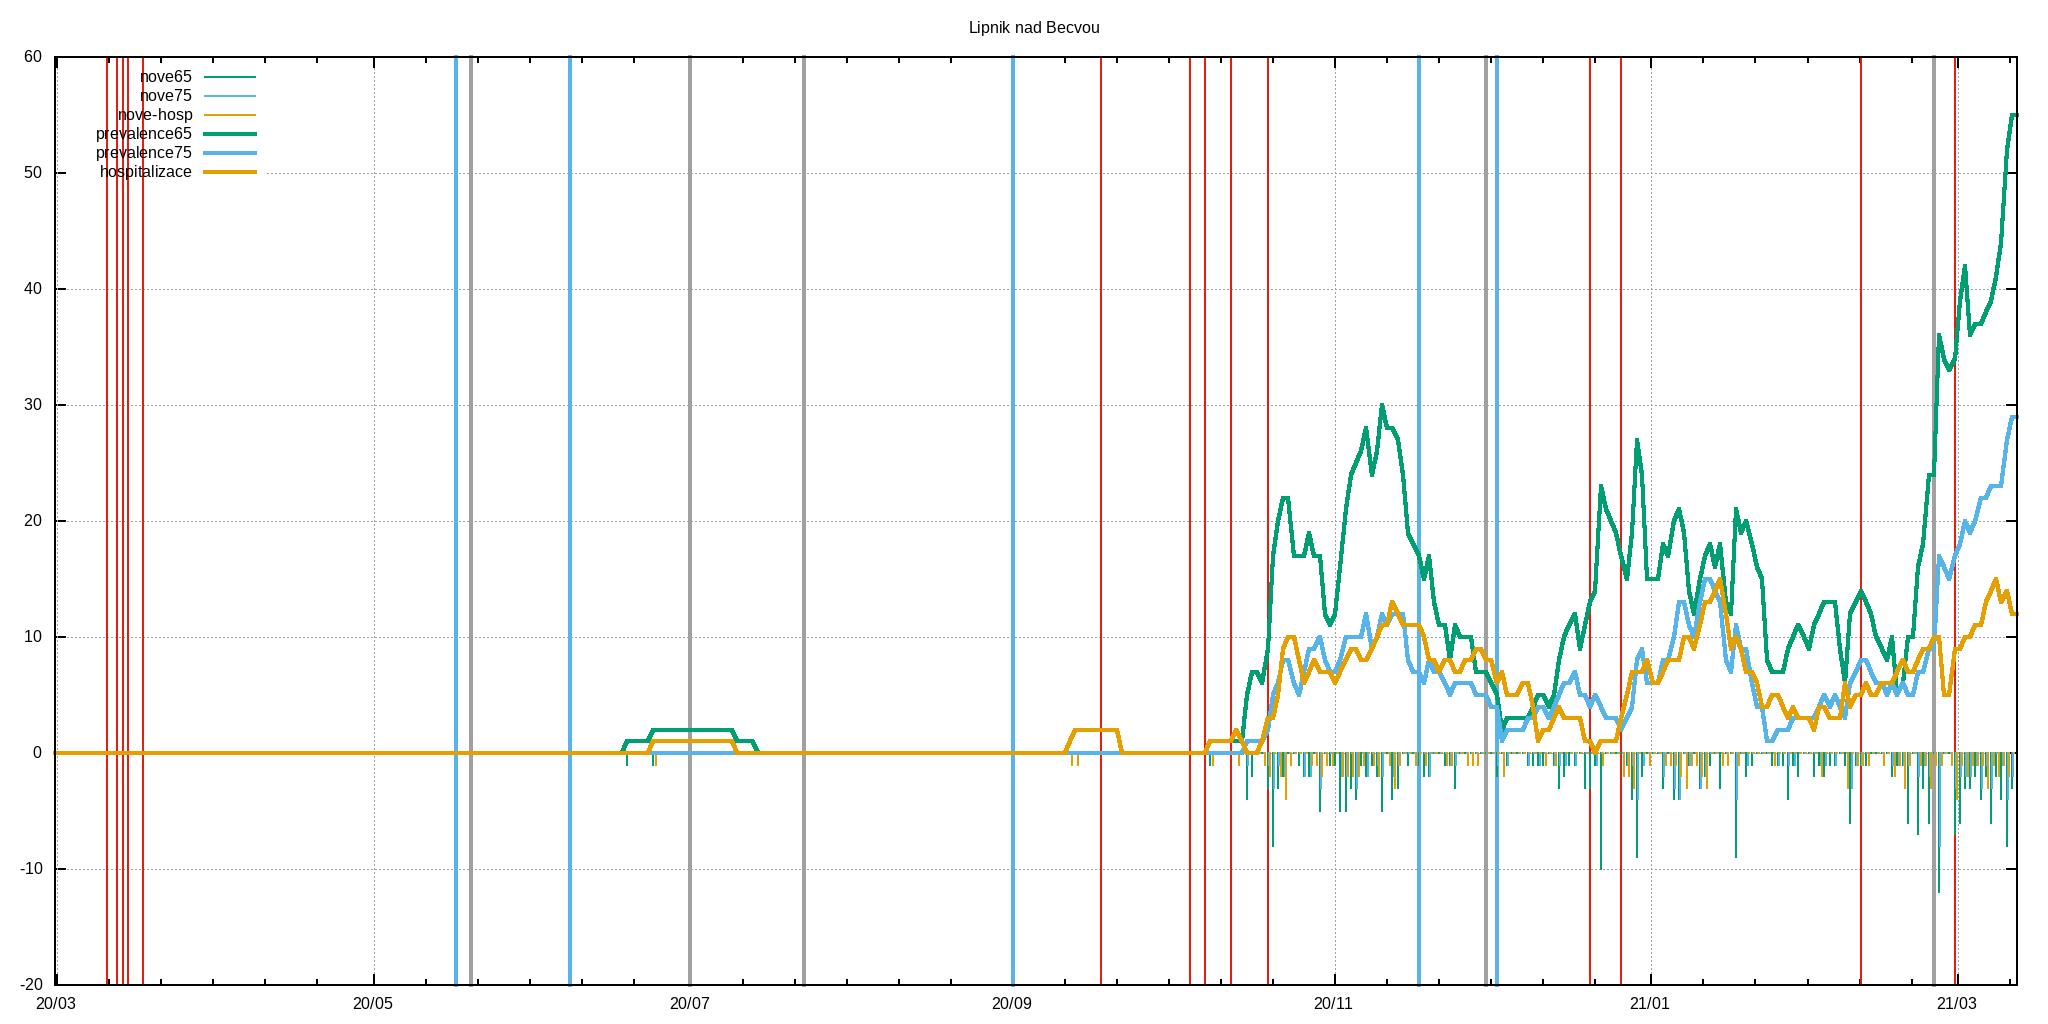 Lipnik nad Becvou
60
nove65
nove75
nove-hosp
prevalence65
prevalence75
hospitalizace
50
40
30
20
10
0
-10
-20
20/03 20/05 20/07 20/09 20/11 21/01 21/03